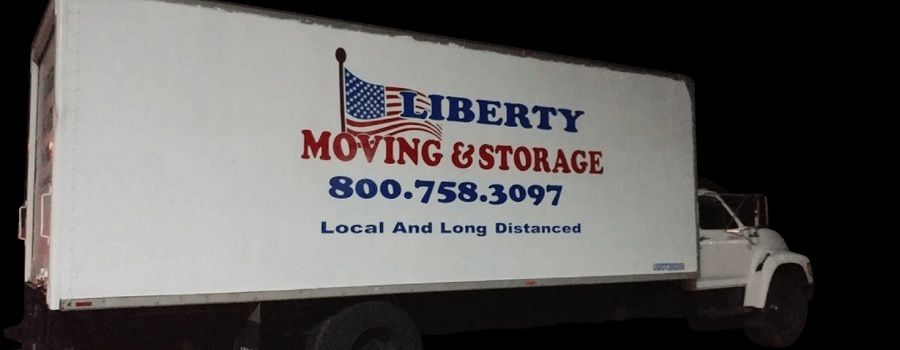 LIBERTY
MOVING & STORAGE
800.758.3097
Local And Long Distanced